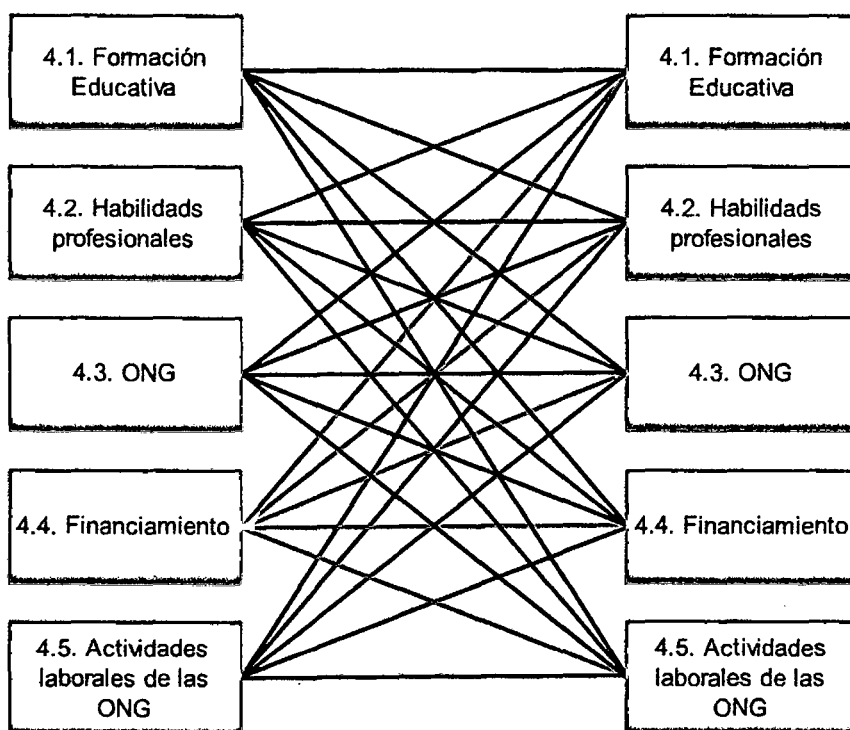 4.1. Formación
Educativa
4.1. Formación
Educativa
4.2. Habilidads
profesionales
4.2. Habilidads
profesionales
4.3. ONG
4.3. ONG
4.4. Financiamiento
4.4. Financiamiento
4.5. Actividades
laborales de las
ONG
4.5. Actividades
laborales de las
ONG